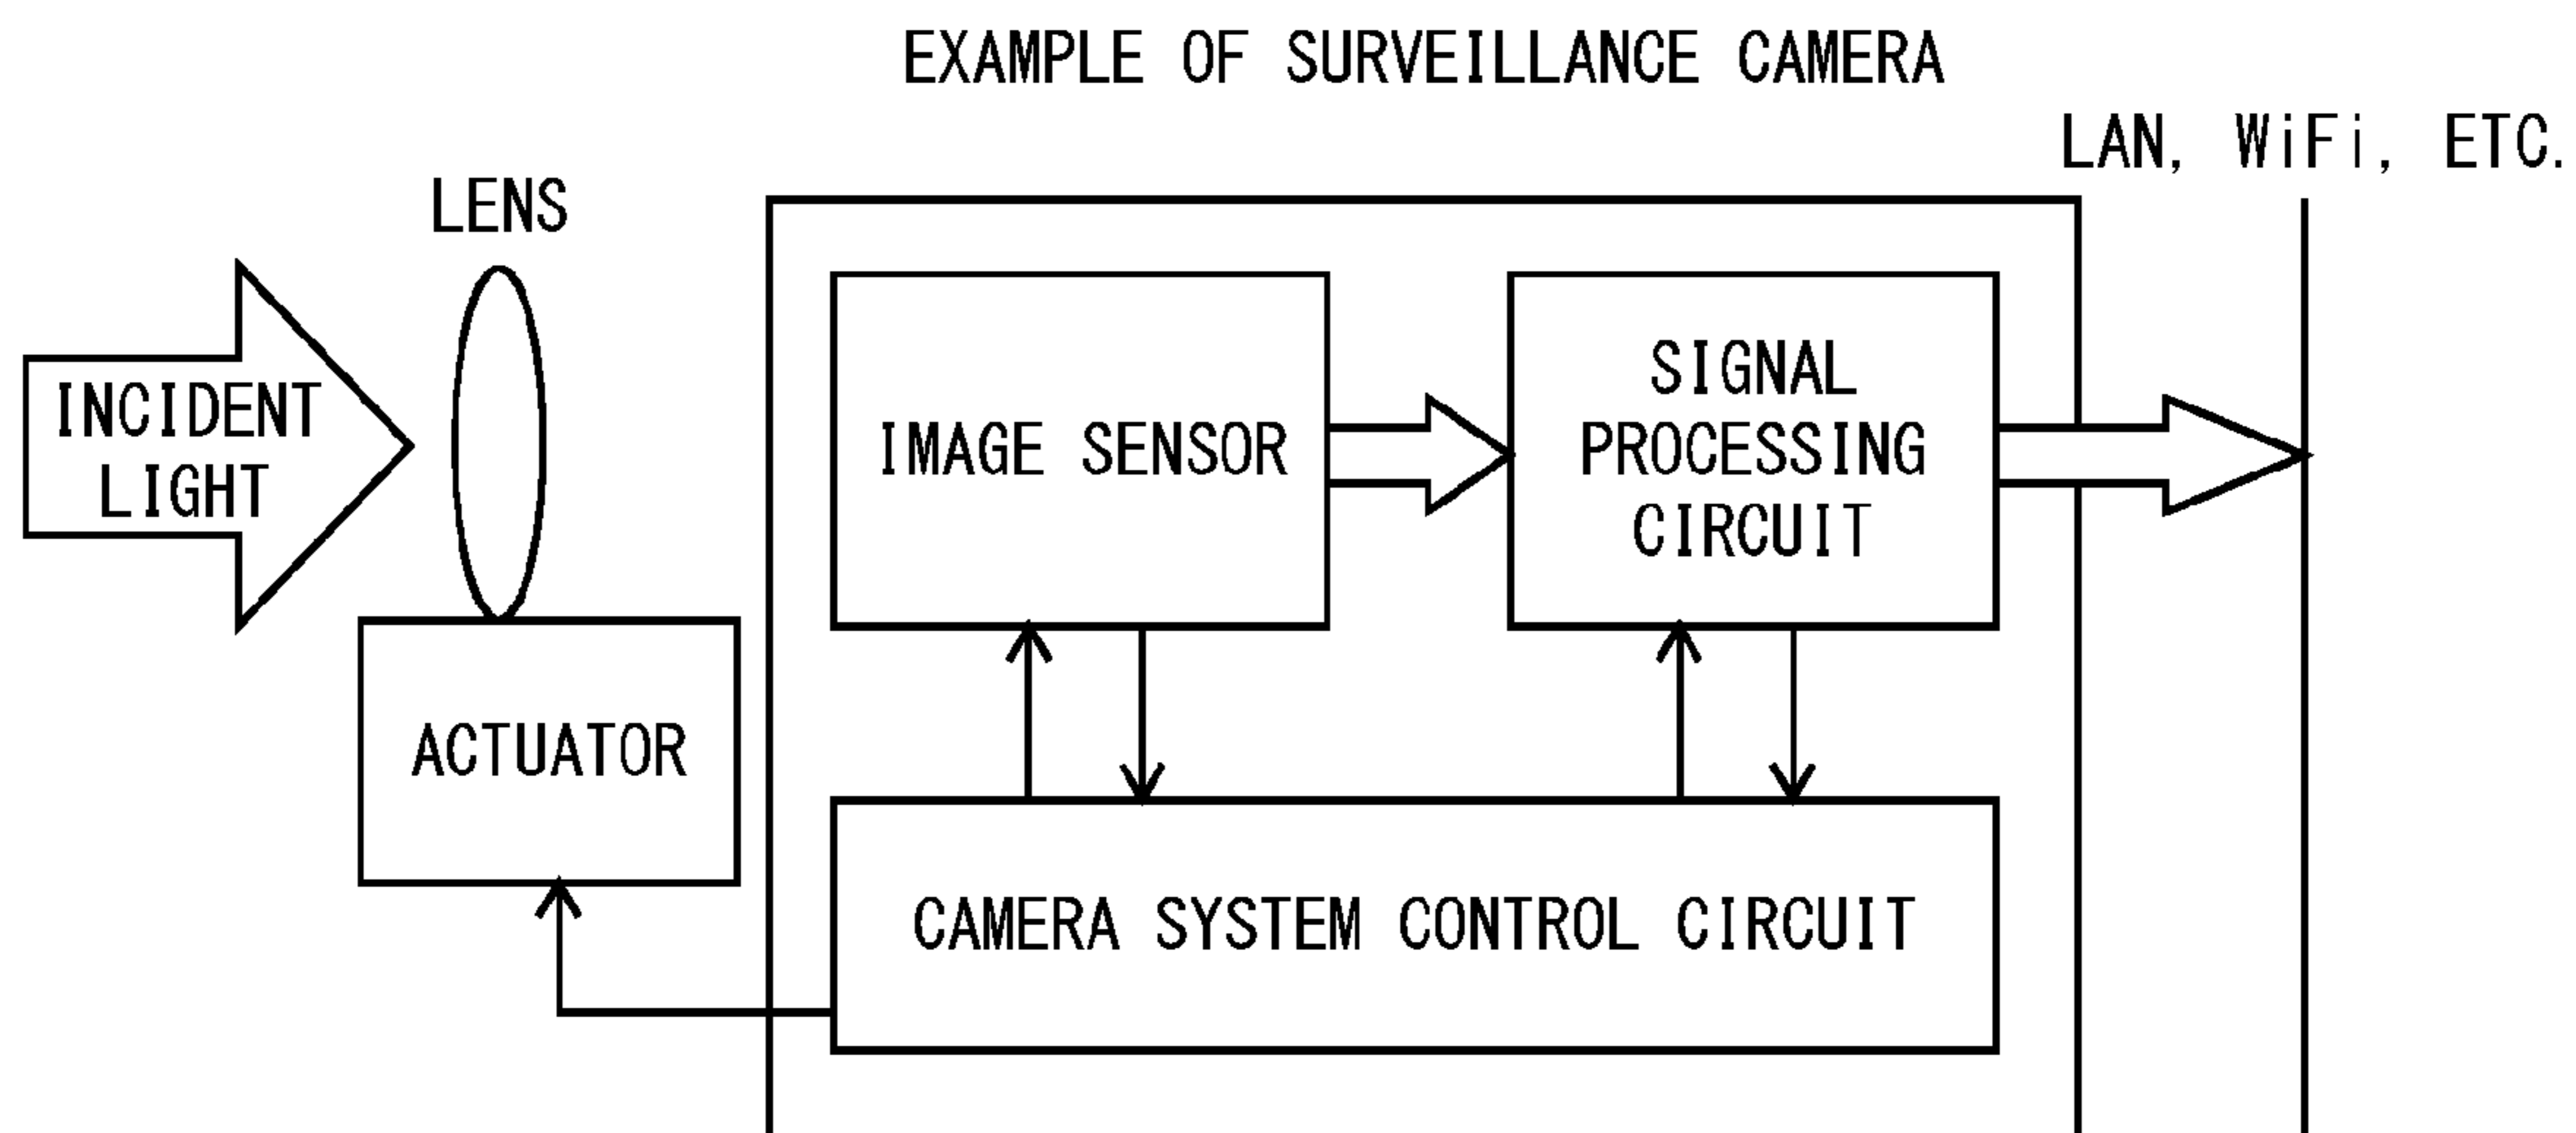 EXAMPLE OF SURVEILLANCE CAMERA
LAN, WiFi, ETC.
LENS
INCIDENT
LIGHT
IMAGE SENSOR
SIGNAL
PROCESSING
CIRCUIT
ACTUATOR
CAMERA SYSTEM CONTROL CIRCUIT